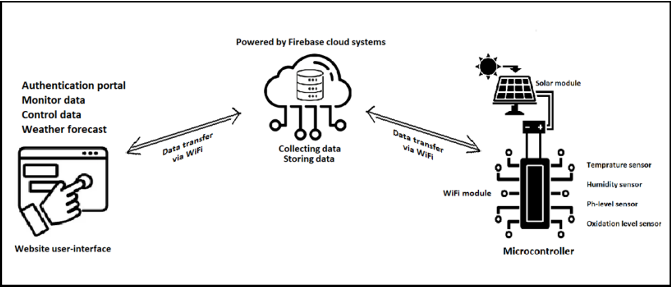 Powered by Firebase cloud systems
Authentication portal
Monitor data
Control data
Weather forecast
Data transfer
via WiFi
Website user-interface
Collecting data
Storing data
Data transfer
via WiFi
Solar module
- +
WiFi module
Temprature sensor
Humidity sensor
Ph-level sensor
Oxidation level sensor
Microcontroller